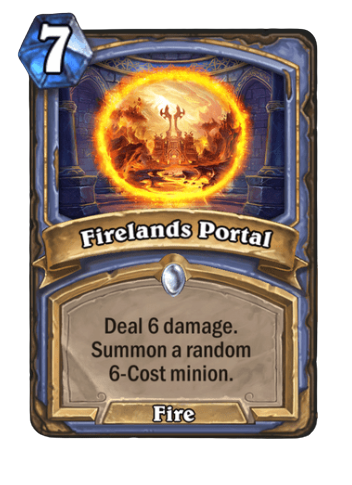 7
Firelands Portal
Deal 6 damage.
Summon a random
6-Cost minion.
Fire